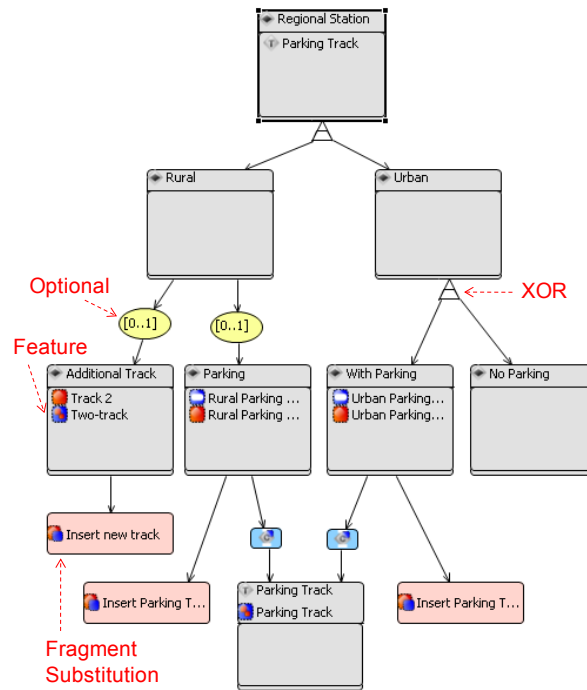 Regional Station
Parking Track
Rural
Urban
Optional
XOR
[0..1]
[0..1]
Feature
Additional Track
Parking
With Parking
No Parking
Track 2
Rural Parking ...
Urban Parking...
Two-track
Rural Parking ...
Urban Parking...
Insert new track
Insert Parking T...
Parking Track
Insert Parking T...
Parking Track
Fragment
Substitution